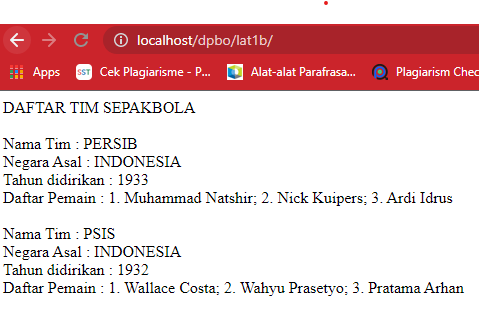 localhost/dpbo/lat1b/
Apps SST Cek Plagiarisme - P... Alat-alat Parafrasa... Plagiarism Chec
DAFTAR TIM SEPAKBOLA
Nama Tim : PERSIB
Negara Asal : INDONESIA
Tahun didirikan : 1933
Daftar Pemain : 1. Muhammad Natshir; 2. Nick Kuipers; 3. Ardi Idrus
Nama Tim : PSIS
Negara Asal : INDONESIA
Tahun didirikan : 1932
Daftar Pemain : 1. Wallace Costa; 2. Wahyu Prasetyo; 3. Pratama Arhan